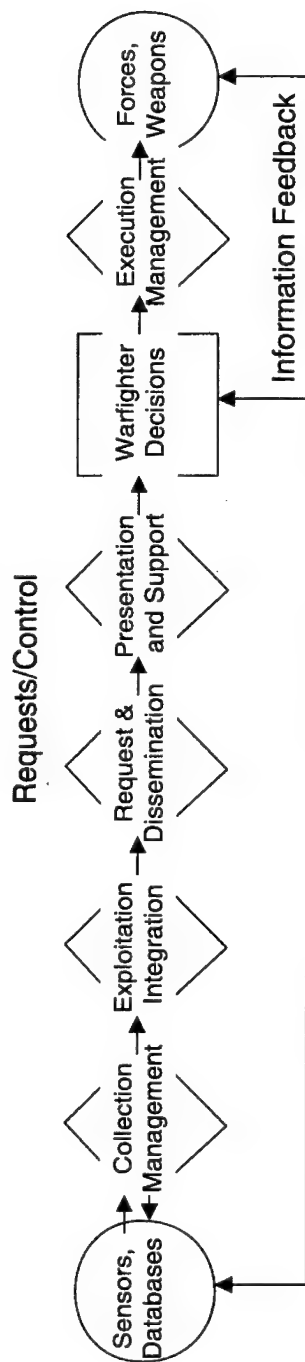 Requests/Control
Sensors,
Databases
Collection
Management
Exploitation
Integration
Request &
Dissemination
Presentation
and Support
Warfighter
Decisions
Execution
Management
Forces,
Weapons
Information Feedback